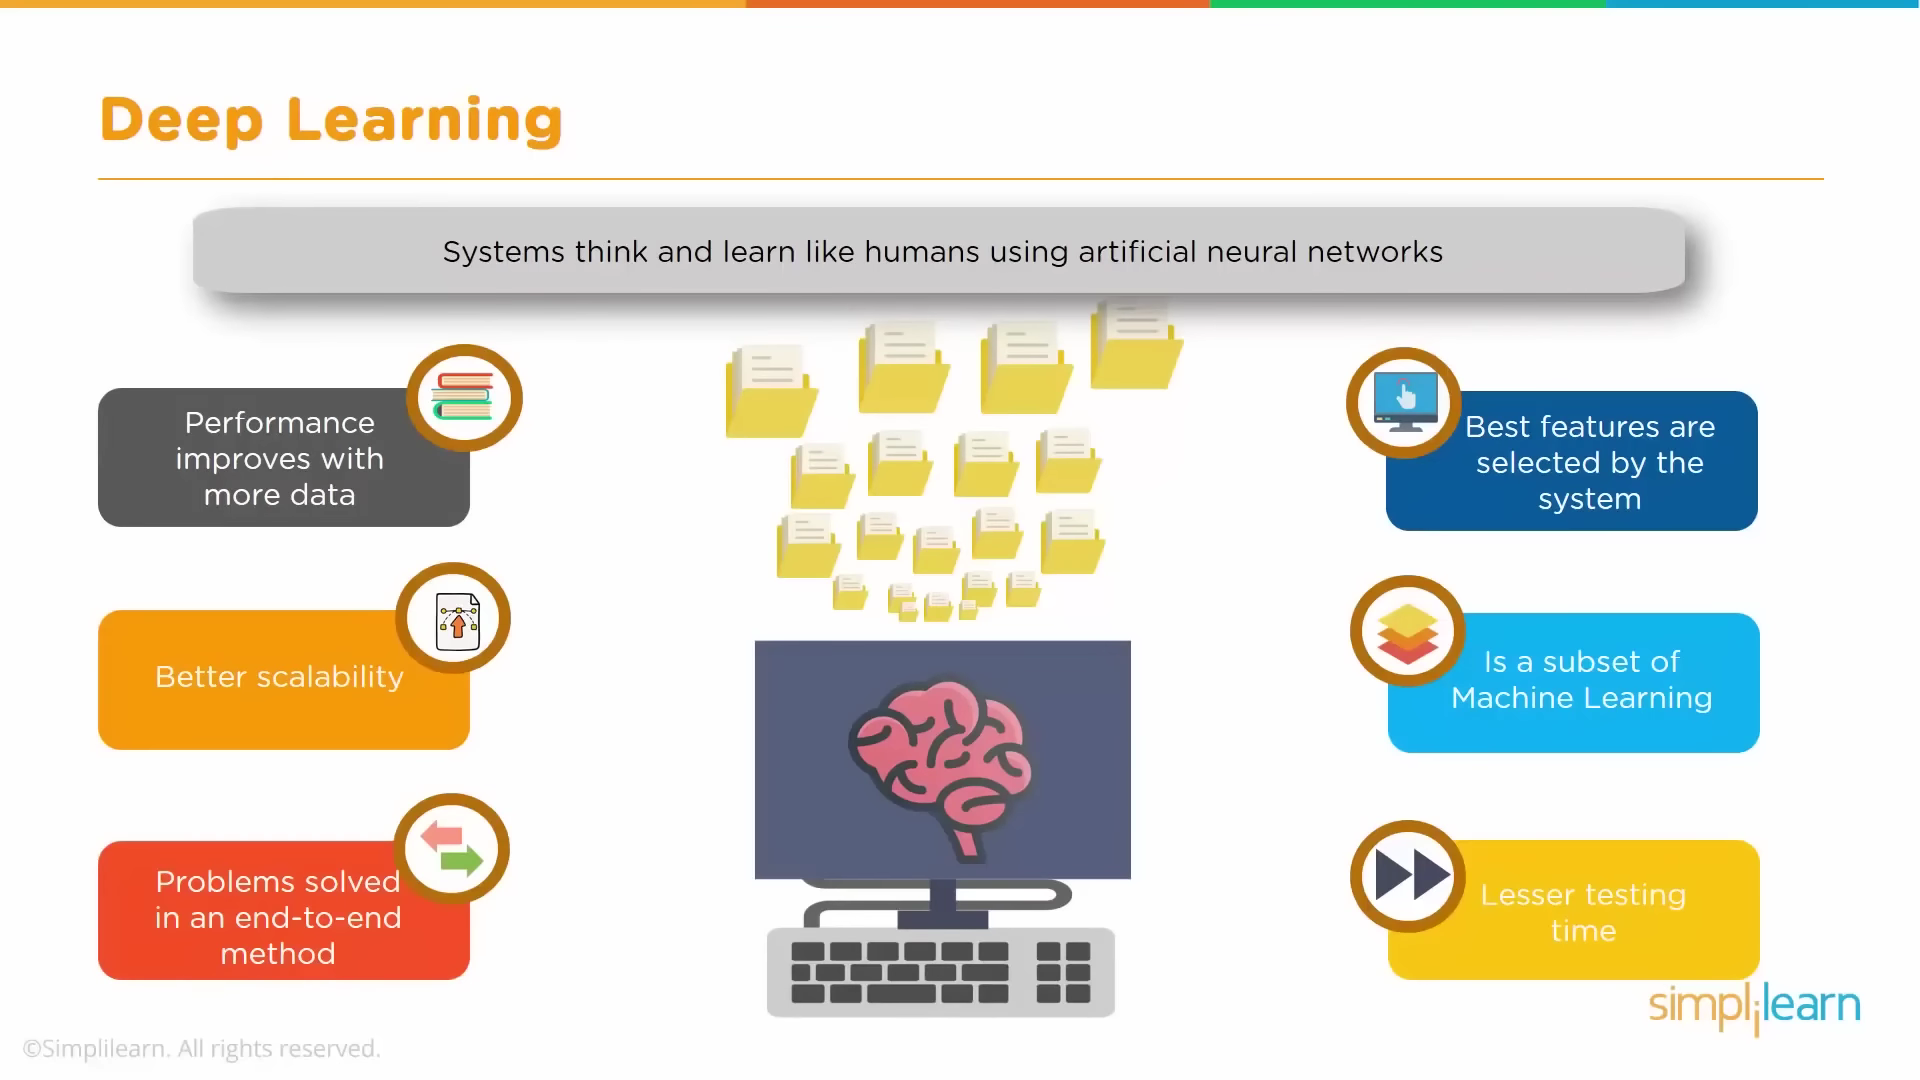 Deep Learning
Systems think and learn like humans using artificial neural networks
Performance
improves with
more data
Better scalability
Problems solved
in an end-to-end
method
Best features are
selected by the
system
Is a subset of
Machine Learning
Lesser testing
time
simplilearn
©Simplilearn. All rights reserved.